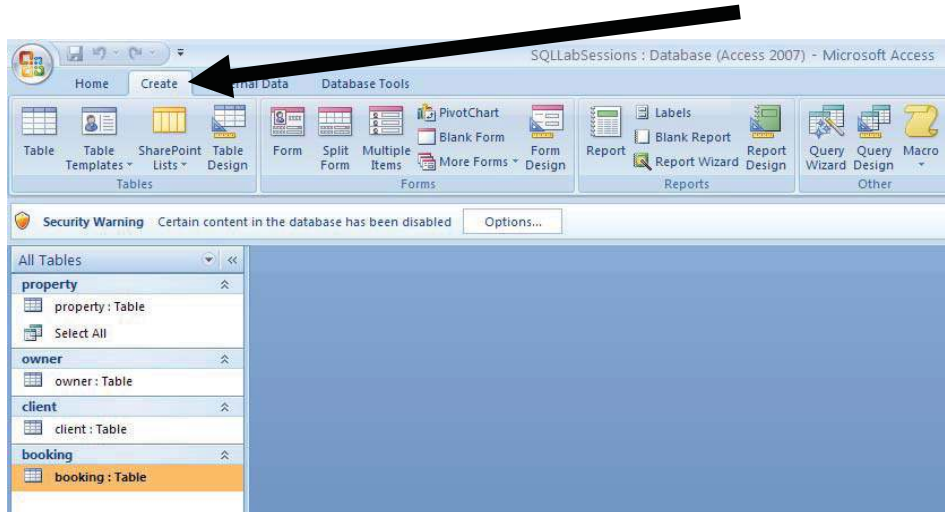 SQLLabSessions : Database (Access 2007) - Microsoft Access
Home Create nal Data Database Tools
Table
Table Templates
SharePoint Lists
Table Design
Tables
Form
Split Form
Multiple Items
PivotChart
Blank Form
More Forms
Form Design
Forms
Report
Labels
Blank Report
Report Wizard
Report Design
Reports
Query Wizard
Query Design
Macro
Other
Security Warning Certain content in the database has been disabled Options...
All Tables
property
property : Table
Select All
owner
owner : Table
client
client : Table
booking
booking : Table